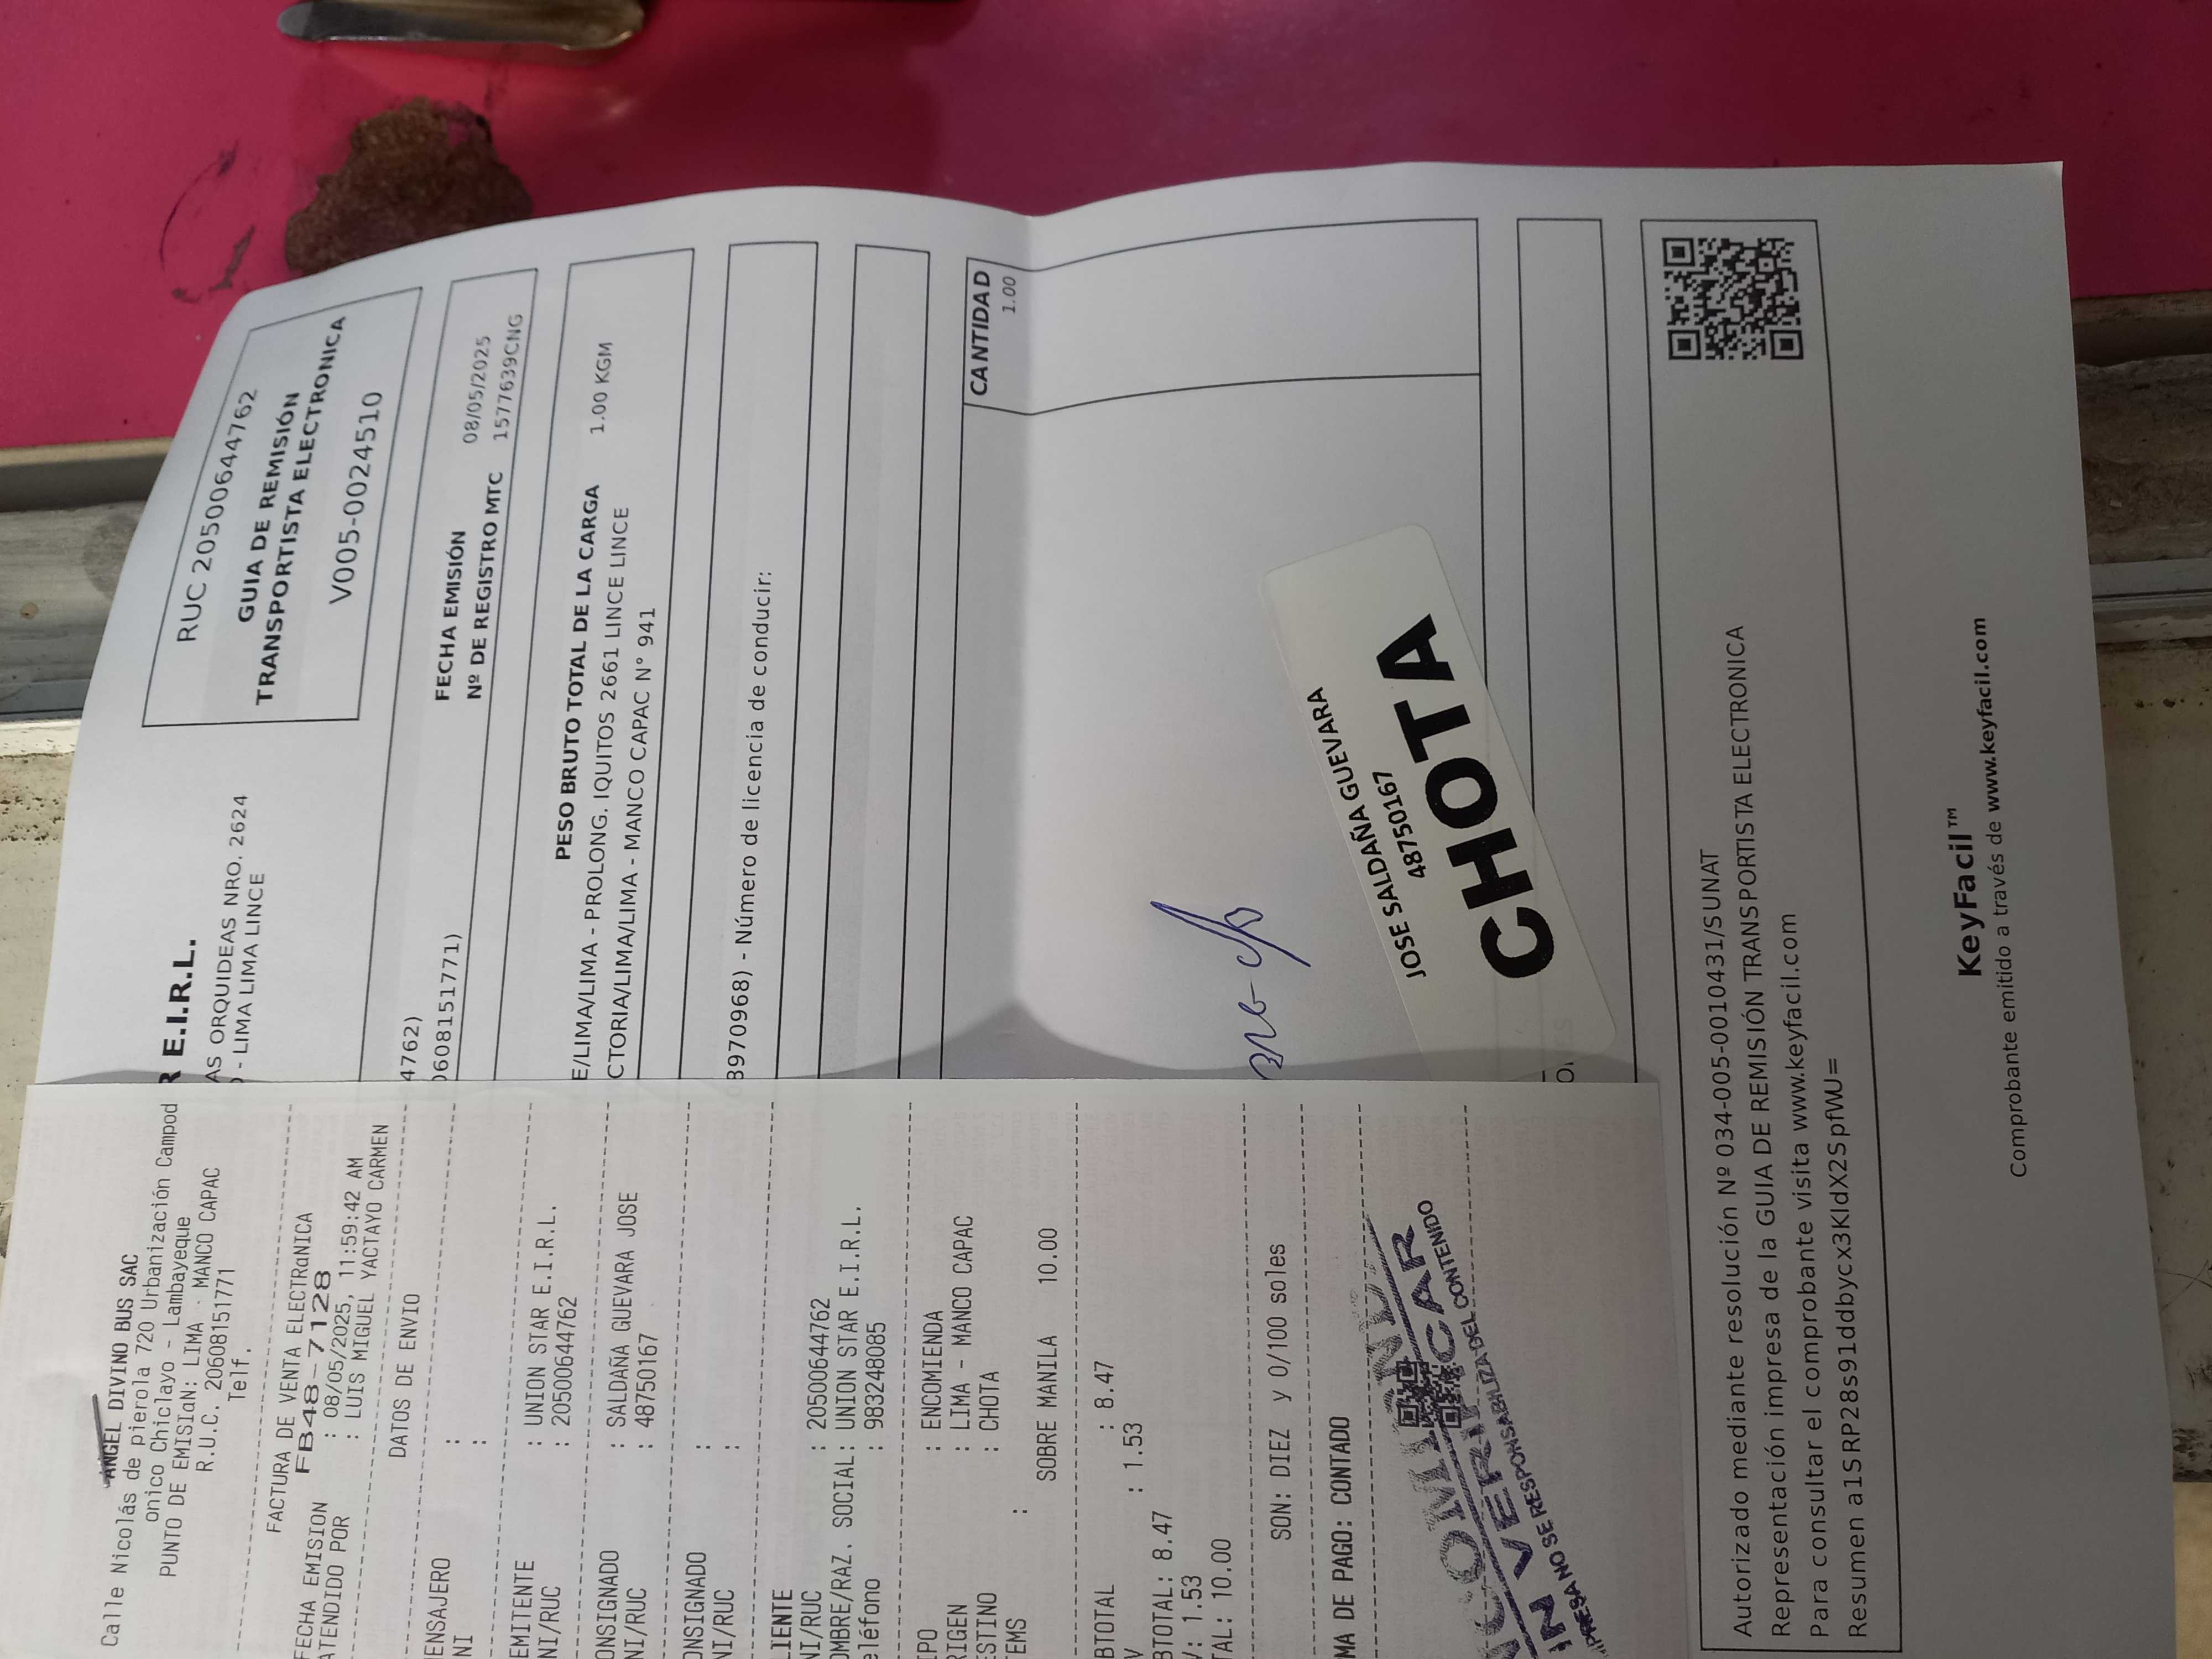 R E.I.R.L.
AS ORQUIDEAS NRO. 2624
- LIMA LIMA LINCE
RUC 20500644762
GUIA DE REMISIÓN
TRANSPORTISTA ELECTRONICA
V005-00024510
4762)
0608151771)
FECHA EMISIÓN 08/05/2025
Nº DE REGISTRO MTC 1577639CNG
PESO BRUTO TOTAL DE LA CARGA 1.00 KGM
E/LIMA/LIMA - PROLONG. IQUITOS 2661 LINCE LINCE
CTORIA/LIMA/LIMA - MANCO CAPAC N° 941
8970968) - Número de licencia de conducir:
CANTIDAD
1.00
JOSE SALDAÑA GUEVARA
48750167
CHOTA
Autorizado mediante resolución Nº 034-005-0010431/SUNAT
Representación impresa de la GUIA DE REMISIÓN TRANSPORTISTA ELECTRONICA
Para consultar el comprobante visita www.keyfacil.com
Resumen a1SRP28s91ddbycx3KldX2SpfWU=
KeyFacil™
Comprobante emitido a través de www.keyfacil.com
ANGEL DIVINO BUS SAC
Calle Nicolás de pierola 720 Urbanización Campod
onico Chiclayo - Lambayeque
PUNTO DE EMISIaN: LIMA - MANCO CAPAC
R.U.C. 20608151771
Telf.
FACTURA DE VENTA ELECTRaNICA
FB48-7128
FECHA EMISION : 08/05/2025, 11:59:42 AM
ATENDIDO POR : LUIS MIGUEL YACTAYO CARMEN
DATOS DE ENVIO
ENSAJERO :
NI :
EMITENTE : UNION STAR E.I.R.L.
NI/RUC : 20500644762
ONSIGNADO : SALDAÑA GUEVARA JOSE
NI/RUC : 48750167
ONSIGNADO :
NI/RUC :
LIENTE
NI/RUC : 20500644762
OMBRE/RAZ. SOCIAL: UNION STAR E.I.R.L.
eléfono : 983248085
IPO : ENCOMIENDA
RIGEN : LIMA - MANCO CAPAC
ESTINO : CHOTA
TEMS :
SOBRE MANILA 10.00
BTOTAL : 8.47
V : 1.53
BTOTAL: 8.47
V: 1.53
TAL: 10.00
SON: DIEZ y 0/100 soles
MA DE PAGO: CONTADO
IN VERIFICAR
MPRESA NO SE RESPONSABILIZA DEL CONTENIDO